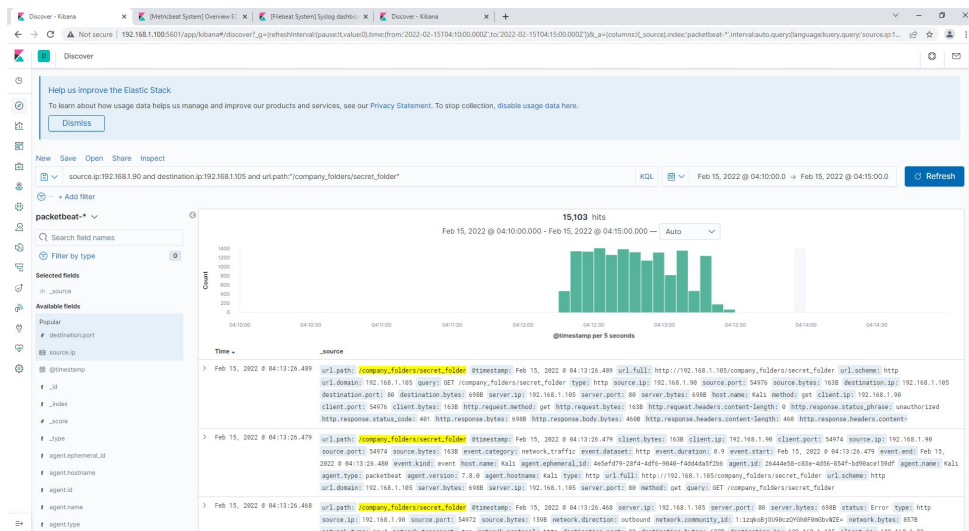 Discover - Kibana
[Metricbeat System] Overview E
[Filebeat System] Syslog dashbo
Discover - Kibana
Not secure | 192.168.1.100:5601/app/kibana#/discover?_g=(refreshInterval:(pause:!t,value:0),time:(from:'2022-02-15T04:10:00.000Z',to:'2022-02-15T04:15:00.000Z'))&_a=(columns:!(_source),index:'packetbeat-*',interval:auto,query:(language:kuery,query:'source.ip:1...
D Discover
Help us improve the Elastic Stack
To learn about how usage data helps us manage and improve our products and services, see our Privacy Statement. To stop collection, disable usage data here.
Dismiss
New Save Open Share Inspect
source.ip:192.168.1.90 and destination.ip:192.168.1.105 and url.path:"/company_folders/secret_folder"
KQL
Feb 15, 2022 @ 04:10:00.0 → Feb 15, 2022 @ 04:15:00.0
Refresh
+ Add filter
packetbeat-*
Search field names
Filter by type 0
Selected fields
_source
Available fields
Popular
# destination.port
source.ip
@timestamp
t _id
t _index
# _score
t _type
t agent.ephemeral_id
t agent.hostname
t agent.id
t agent.name
t agent.type
15,103 hits
Feb 15, 2022 @ 04:10:00.000 - Feb 15, 2022 @ 04:15:00.000 — Auto
Count
1400
1200
1000
800
600
400
200
0
04:10:00 04:10:30 04:11:00 04:11:30 04:12:00 04:12:30 04:13:00 04:13:30 04:14:00 04:14:30
@timestamp per 5 seconds
Time _source
Feb 15, 2022 @ 04:13:26.489
url.path: /company_folders/secret_folder @timestamp: Feb 15, 2022 @ 04:13:26.489 url.full: http://192.168.1.105/company_folders/secret_folder url.scheme: http
url.domain: 192.168.1.105 query: GET /company_folders/secret_folder type: http source.ip: 192.168.1.90 source.port: 54976 source.bytes: 163B destination.ip: 192.168.1.105
destination.port: 80 destination.bytes: 698B server.ip: 192.168.1.105 server.port: 80 server.bytes: 698B host.name: Kali method: get client.ip: 192.168.1.90
client.port: 54976 client.bytes: 163B http.request.method: get http.request.bytes: 163B http.request.headers.content-length: 0 http.response.status_phrase: unauthorized
http.response.status_code: 401 http.response.bytes: 698B http.response.body.bytes: 460B http.response.headers.content-length: 460 http.response.headers.content-
Feb 15, 2022 @ 04:13:26.479
url.path: /company_folders/secret_folder @timestamp: Feb 15, 2022 @ 04:13:26.479 client.bytes: 163B client.ip: 192.168.1.90 client.port: 54974 source.ip: 192.168.1.90
source.port: 54974 source.bytes: 163B event.category: network_traffic event.dataset: http event.duration: 0.9 event.start: Feb 15, 2022 @ 04:13:26.479 event.end: Feb 15,
2022 @ 04:13:26.480 event.kind: event host.name: Kali agent.ephemeral_id: agent.id: agent.name: Kali
agent.type: packetbeat agent.version: 7.8.0 agent.hostname: Kali type: http url.full: http://192.168.1.105/company_folders/secret_folder
url.domain: 192.168.1.105 server.bytes: 698B server.ip: 192.168.1.105 server.port: 80 method: get query: GET /company_folders/secret_folder
Feb 15, 2022 @ 04:13:26.468
url.path: /company_folders/secret_folder @timestamp: Feb 15, 2022 @ 04:13:26.468 server.ip: 192.168.1.105 server.port: 80 server.bytes: 698B status: Error type: http
source.ip: 192.168.1.90 source.port: 54972 source.bytes: 159B network.direction: outbound network.community_id: network.bytes: 857B